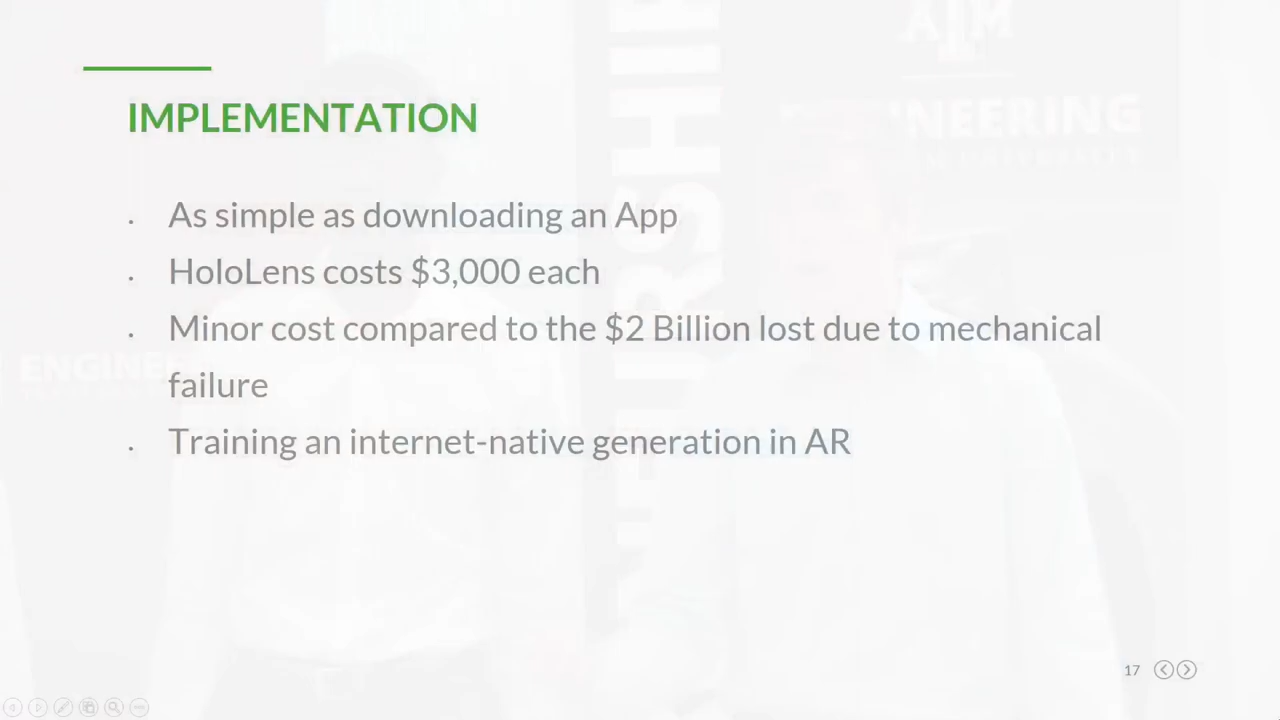 IMPLEMENTATION
. As simple as downloading an App
. HoloLens costs $3,000 each
. Minor cost compared to the $2 Billion lost due to mechanical
failure
. Training an internet-native generation in AR
17